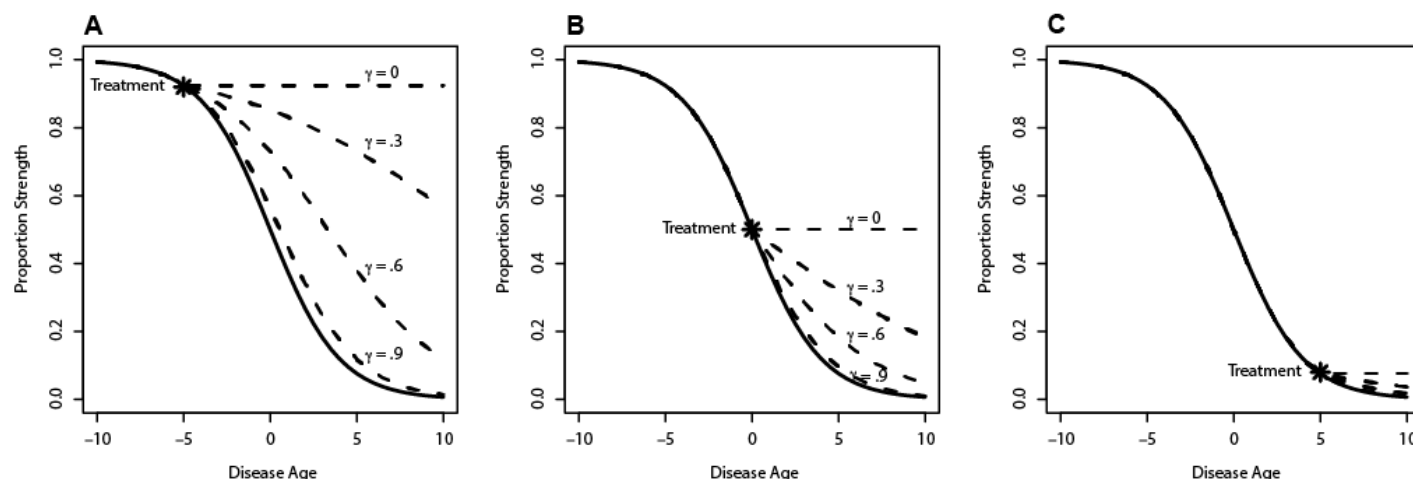 A
Proportion Strength
1.0
0.8
0.6
0.4
0.2
0.0
Treatment
γ = 0
γ = .3
γ = .6
γ = .9
–10
–5
0
5
10
Disease Age
B
Proportion Strength
1.0
0.8
0.6
0.4
0.2
0.0
Treatment
γ = 0
γ = .3
γ = .6
γ = .9
–10
–5
0
5
10
Disease Age
C
Proportion Strength
1.0
0.8
0.6
0.4
0.2
0.0
Treatment
–10
–5
0
5
10
Disease Age